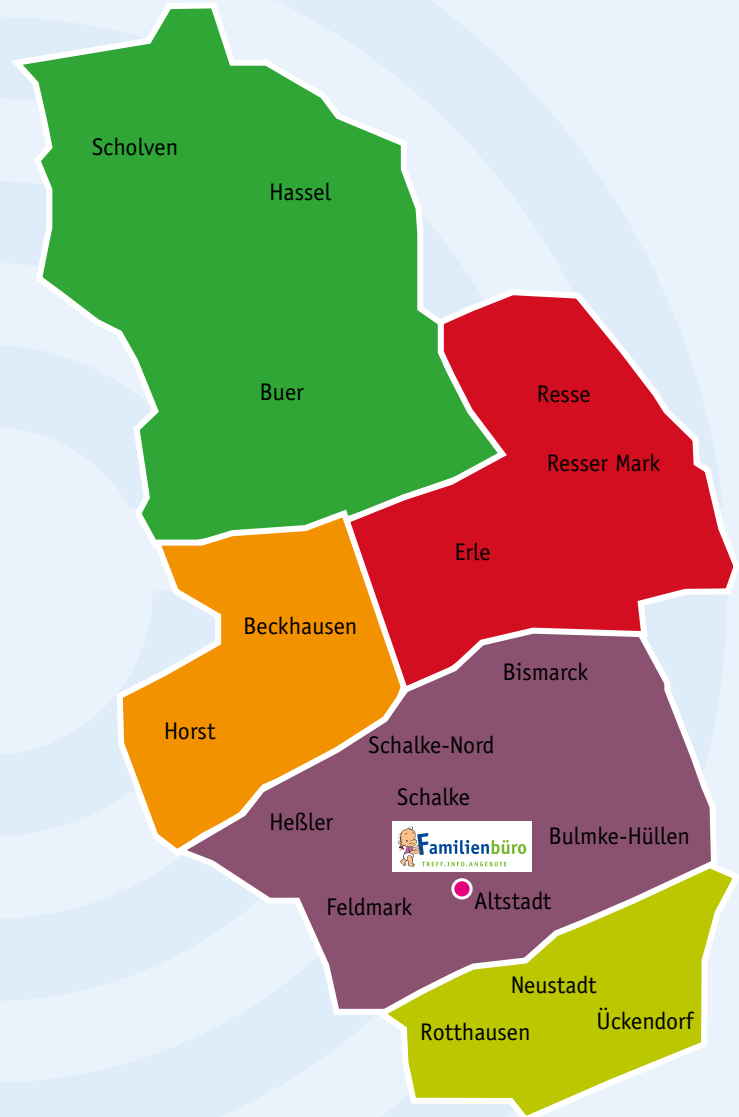 Scholven
Hassel
Buer
Resse
Resser Mark
Erle
Beckhausen
Bismarck
Horst
Schalke-Nord
Schalke
Heßler
Familienbüro
TREFF.INFO.ANGEBOTE
Bulmke-Hüllen
Feldmark
Altstadt
Neustadt
Ückendorf
Rotthausen